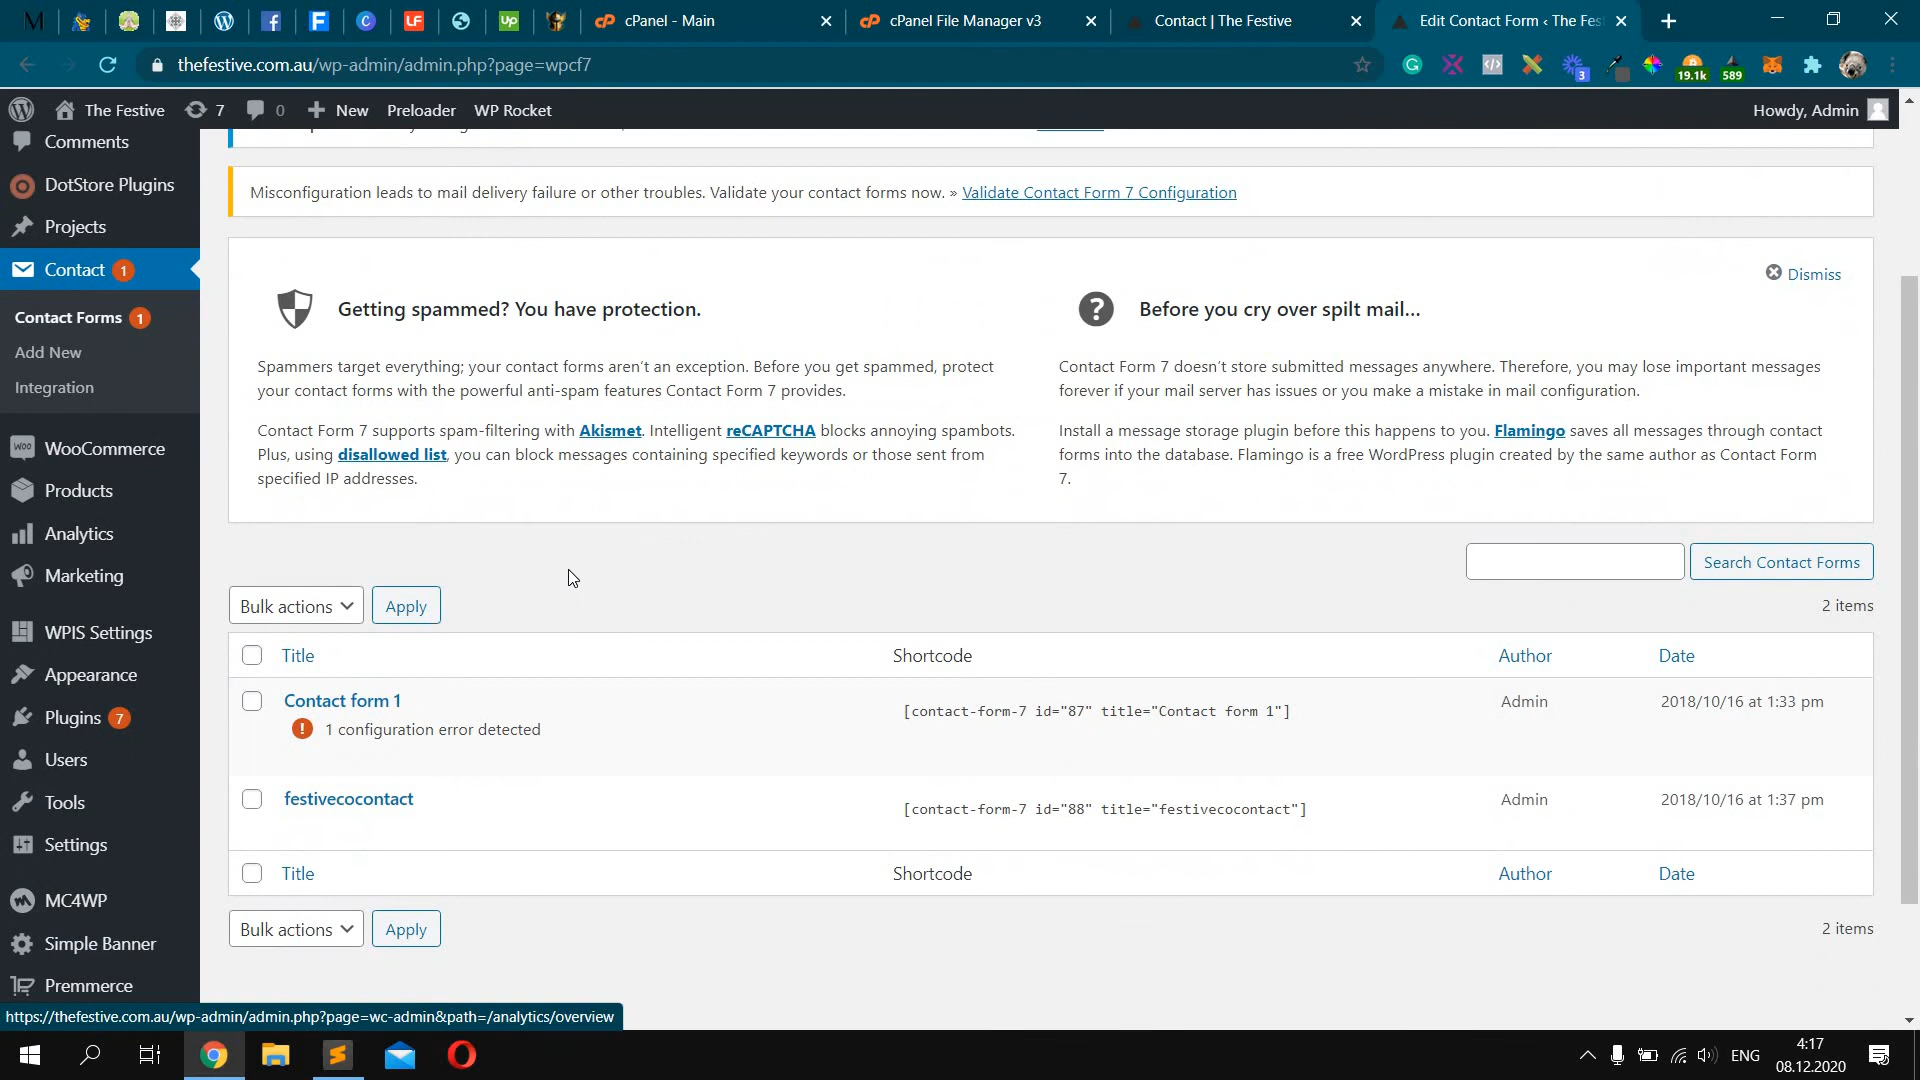 cPanel - Main
cPanel File Manager v3
Contact | The Festive
Edit Contact Form ‹ The Fes
thefestive.com.au/wp-admin/admin.php?page=wpcf7
3
19.1k
589
The Festive
7
0
New
Preloader
WP Rocket
Howdy, Admin
Comments
DotStore Plugins
Projects
Contact 1
Contact Forms 1
Add New
Integration
WooCommerce
Products
Analytics
Marketing
WPIS Settings
Appearance
Plugins 7
Users
Tools
Settings
MC4WP
Simple Banner
Premmerce
Misconfiguration leads to mail delivery failure or other troubles. Validate your contact forms now. » Validate Contact Form 7 Configuration
Dismiss
Getting spammed? You have protection.
Spammers target everything; your contact forms aren't an exception. Before you get spammed, protect
your contact forms with the powerful anti-spam features Contact Form 7 provides.
Contact Form 7 supports spam-filtering with Akismet. Intelligent reCAPTCHA blocks annoying spambots.
Plus, using disallowed list, you can block messages containing specified keywords or those sent from
specified IP addresses.
Before you cry over spilt mail…
Contact Form 7 doesn't store submitted messages anywhere. Therefore, you may lose important messages
forever if your mail server has issues or you make a mistake in mail configuration.
Install a message storage plugin before this happens to you. Flamingo saves all messages through contact
forms into the database. Flamingo is a free WordPress plugin created by the same author as Contact Form
7.
Search Contact Forms
Bulk actions
Apply
2 items
Title
Shortcode
Author
Date
Contact form 1
1 configuration error detected
[contact-form-7 id="87" title="Contact form 1"]
Admin
2018/10/16 at 1:33 pm
festivecocontact
[contact-form-7 id="88" title="festivecocontact"]
Admin
2018/10/16 at 1:37 pm
Title
Shortcode
Author
Date
Bulk actions
Apply
2 items
https://thefestive.com.au/wp-admin/admin.php?page=wc-admin&path=/analytics/overview
ENG
4:17
08.12.2020